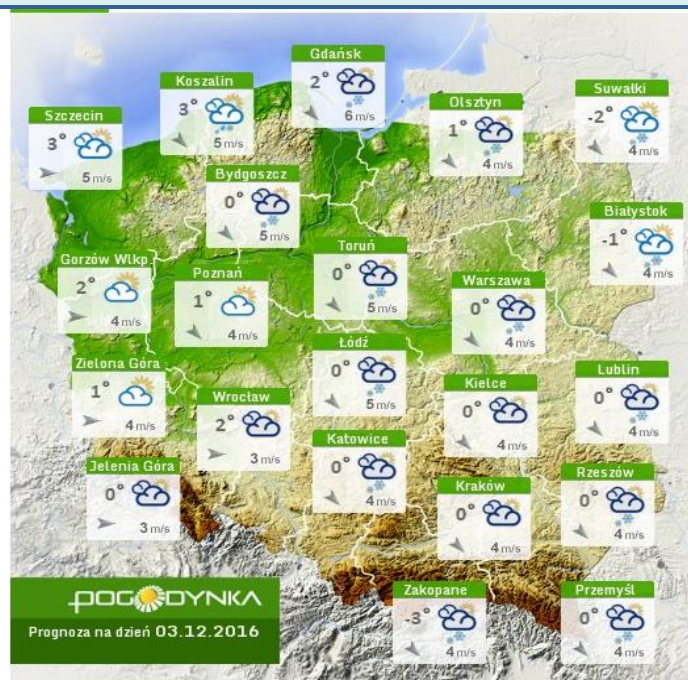 Gdańsk
2°
6 m/s
Koszalin
3°
5 m/s
Suwałki
-2°
4 m/s
Olsztyn
1°
4 m/s
Szczecin
3°
5 m/s
Bydgoszcz
0°
5 m/s
Białystok
-1°
4 m/s
Toruń
0°
5 m/s
Gorzów Wlkp.
2°
4 m/s
Poznań
1°
4 m/s
Warszawa
0°
4 m/s
Łódź
0°
5 m/s
Zielona Góra
1°
4 m/s
Lublin
0°
4 m/s
Kielce
0°
4 m/s
Wrocław
2°
3 m/s
Katowice
0°
4 m/s
Jelenia Góra
0°
3 m/s
Rzeszów
0°
4 m/s
Kraków
0°
4 m/s
Zakopane
-3°
4 m/s
Przemyśl
0°
4 m/s
POGODYNKA
Prognoza na dzień 03.12.2016